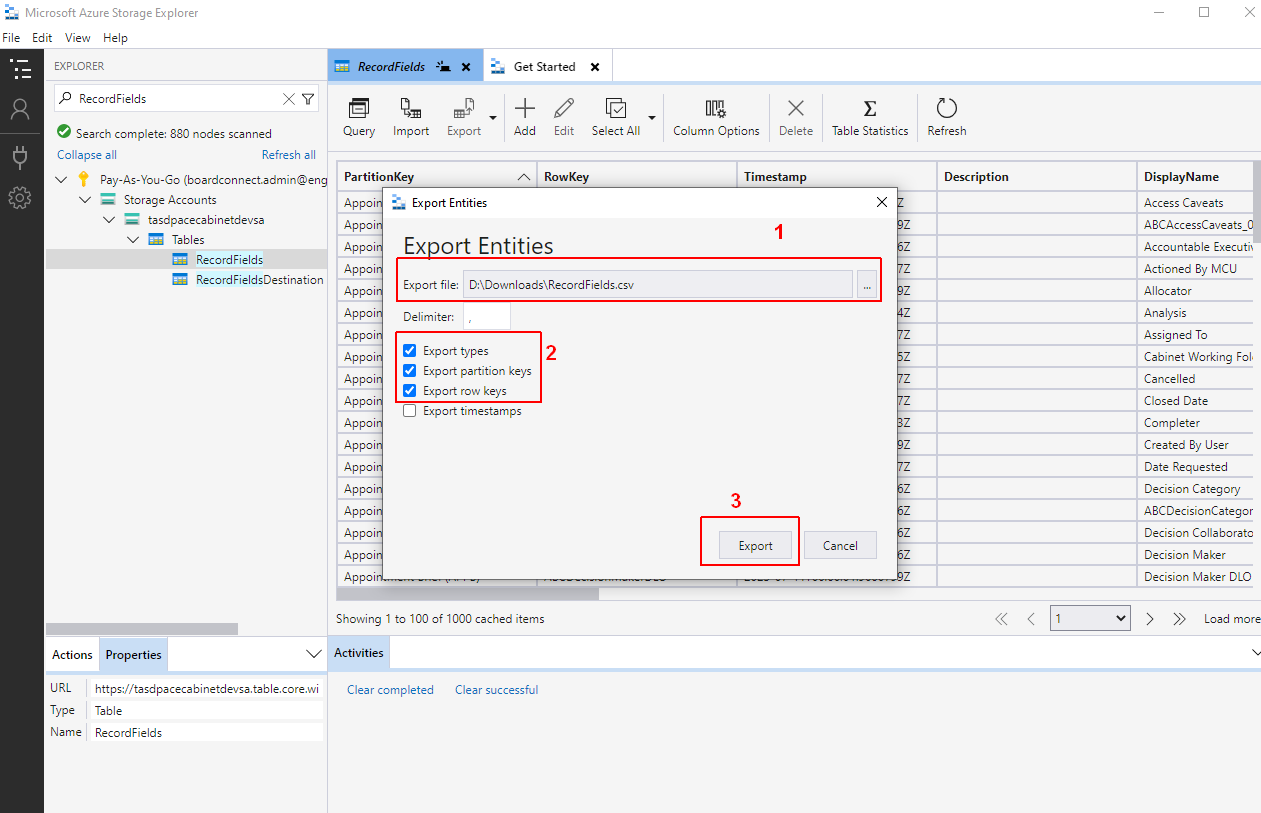 Microsoft Azure Storage Explorer
File Edit View Help
EXPLORER
RecordFields
Search complete: 880 nodes scanned
Collapse all Refresh all
Pay-As-You-Go (boardconnect.admin@eng
Storage Accounts
tasdpacecabinetdevsa
Tables
RecordFields
RecordFieldsDestination
RecordFields Get Started
Query Import Export Add Edit Select All Column Options Delete Table Statistics Refresh
PartitionKey RowKey Timestamp Description DisplayName
Appoin Z Access Caveats
Appoin 9Z ABCAccessCaveats_0
Appoin 6Z Accountable Executiv
Appoin 7Z Actioned By MCU
Appoin 9Z Allocator
Appoin 4Z Analysis
Appoin 7Z Assigned To
Appoin 5Z Cabinet Working Fol
Appoin 7Z Cancelled
Appoin 7Z Closed Date
Appoin 3Z Completer
Appoin 9Z Created By User
Appoin 7Z Date Requested
Appoin 6Z Decision Category
Appoin 6Z ABCDecisionCategor
Appoin 6Z Decision Collaborato
Appoin 6Z Decision Maker
9Z Decision Maker DLO
Export Entities
Export Entities
1
Export file: D:\Downloads\RecordFields.csv ...
Delimiter: ,
2
Export types
Export partition keys
Export row keys
Export timestamps
3
Export Cancel
Showing 1 to 100 of 1000 cached items 1 Load more
Actions Properties
URL https://tasdpacecabinetdevsa.table.core.wi
Type Table
Name RecordFields
Activities
Clear completed Clear successful